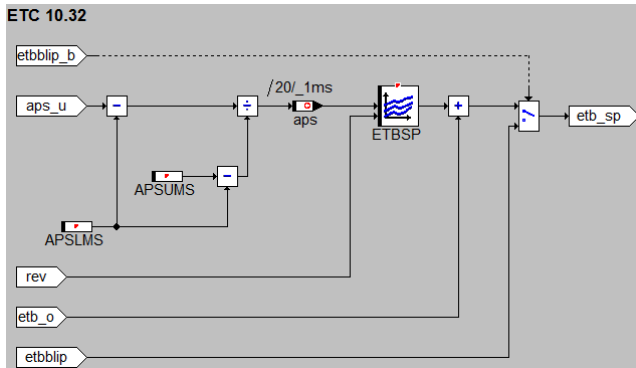 ETC 10.32
etbblip_b
/20/_1ms
aps_u
aps
ETBSP
etb_sp
APSUMS
APSLMS
rev
etb_o
etbblip